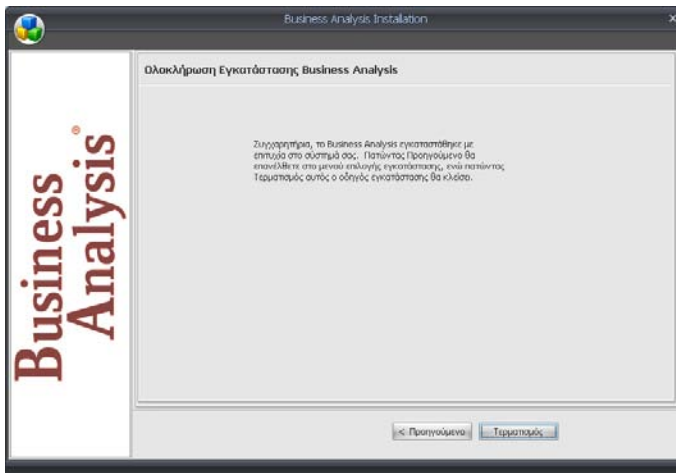 Business Analysis Installation
Ολοκλήρωση Εγκατάστασης Business Analysis
Business
Analysis®
Συγχαρητήρια, το Business Analysis εγκαταστάθηκε με
επιτυχία στο σύστημά σας. Πατώντας Προηγούμενο θα
επανέλθετε στο μενού επιλογής εγκατάστασης, ενώ πατώντας
Τερματισμός αυτός ο οδηγός εγκατάστασης θα κλείσει.
< Προηγούμενο
Τερματισμός